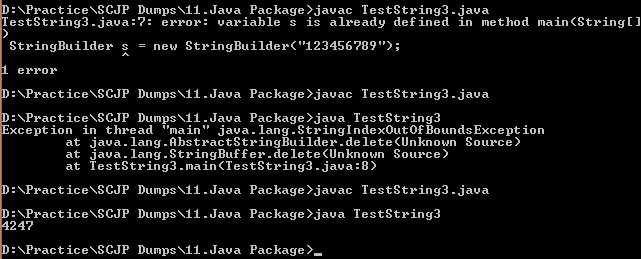 D:\Practice\SCJP Dumps\11.Java Package>javac TestString3.java
TestString3.java:7: error: variable s is already defined in method main(String[]
)
 StringBuilder s = new StringBuilder("123456789");
               ^
1 error
D:\Practice\SCJP Dumps\11.Java Package>javac TestString3.java
D:\Practice\SCJP Dumps\11.Java Package>java TestString3
Exception in thread "main" java.lang.StringIndexOutOfBoundsException
        at java.lang.AbstractStringBuilder.delete(Unknown Source)
        at java.lang.StringBuffer.delete(Unknown Source)
        at TestString3.main(TestString3.java:8)
D:\Practice\SCJP Dumps\11.Java Package>javac TestString3.java
D:\Practice\SCJP Dumps\11.Java Package>java TestString3
4247
D:\Practice\SCJP Dumps\11.Java Package>_